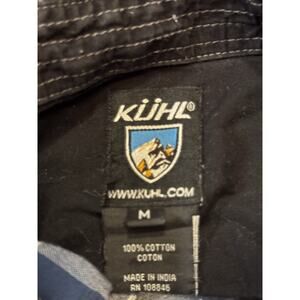 KÜHL®
WWW.KUHL.COM
M
100% COTTON
COTON
MADE IN INDIA
RN 108846